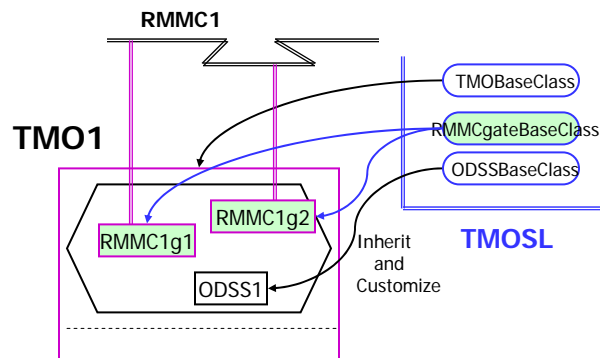 RMMC1
TMOBaseClass
RMMCgateBaseClass
TMO1
ODSSBaseClass
RMMC1g2
RMMC1g1
TMOSL
Inherit
and
Customize
ODSS1